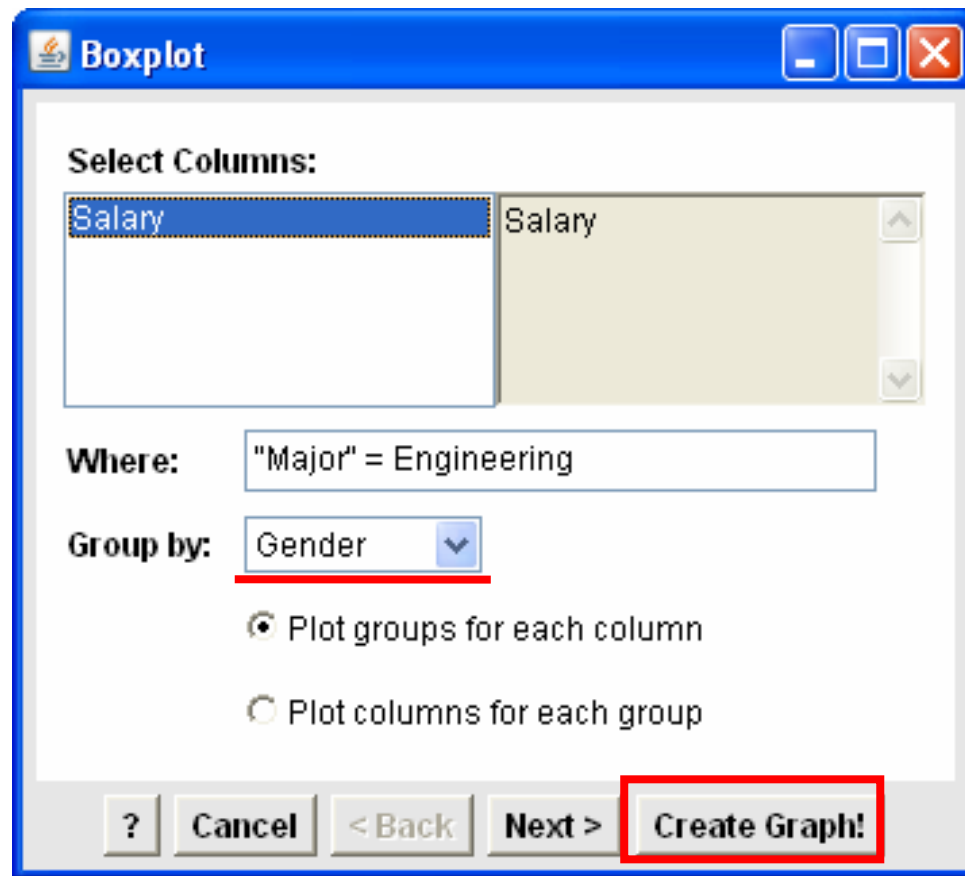 Boxplot
Select Columns:
Salary
Salary
Where: "Major" = Engineering
Group by: Gender
Plot groups for each column
Plot columns for each group
? Cancel < Back Next > Create Graph!